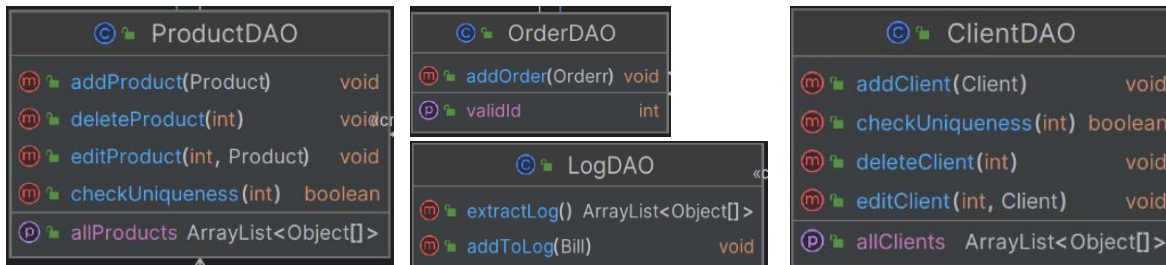 ProductDAO
addProduct(Product) void
deleteProduct(int) void
editProduct(int, Product) void
checkUniqueness(int) boolean
allProducts ArrayList<Object[]>
OrderDAO
addOrder(Orderr) void
validId int
LogDAO
extractLog() ArrayList<Object[]>
addToLog(Bill) void
ClientDAO
addClient(Client) void
checkUniqueness(int) boolean
deleteClient(int) void
editClient(int, Client) void
allClients ArrayList<Object[]>